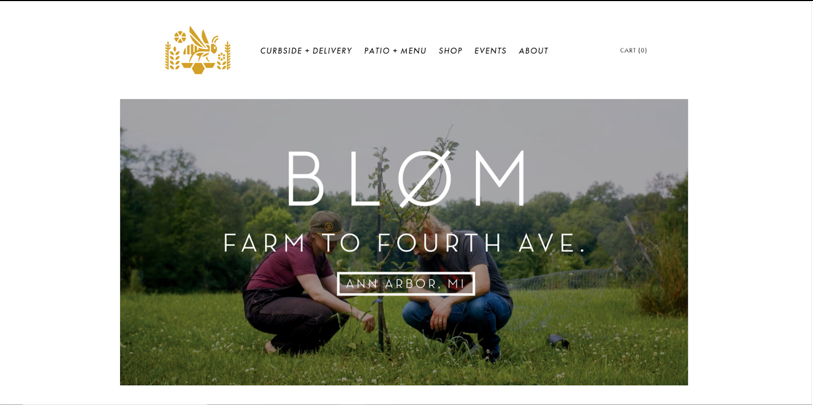 CURBSIDE + DELIVERY PATIO + MENU SHOP EVENTS ABOUT CART (0)
BLØM
FARM TO FOURTH AVE.
ANN ARBOR, MI